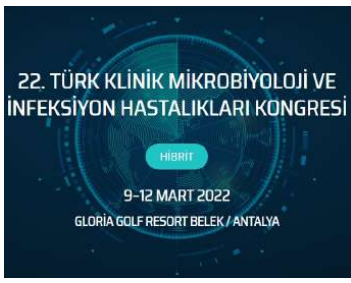 22. TÜRK KLİNİK MİKROBİYOLOJİ VE
İNFEKSİYON HASTALIKLARI KONGRESİ
HİBRİT
9-12 MART 2022
GLORİA GOLF RESORT BELEK / ANTALYA